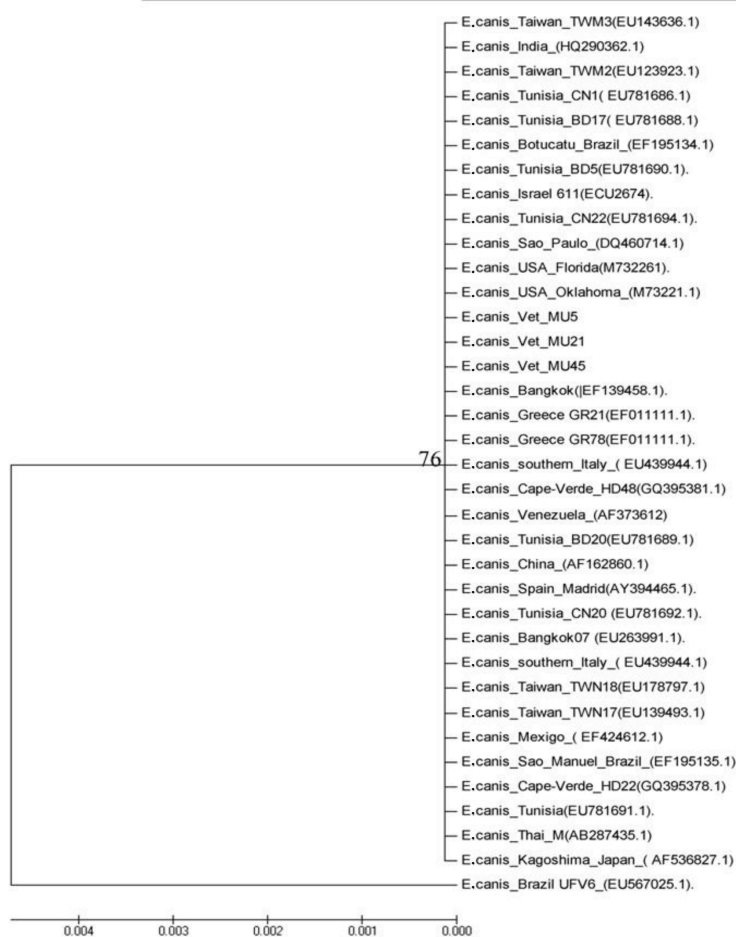 E.canis_Taiwan_TWM3(EU143636.1)
E.canis_India_(HQ290362.1)
E.canis_Taiwan_TWM2(EU123923.1)
E.canis_Tunisia_CN1( EU781686.1)
E.canis_Tunisia_BD17( EU781688.1)
E.canis_Botucatu_Brazil_(EF195134.1)
E.canis_Tunisia_BD5(EU781690.1).
E.canis_Israel 611(ECU2674).
E.canis_Tunisia_CN22(EU781694.1).
E.canis_Sao_Paulo_(DQ460714.1)
E.canis_USA_Florida(M732261).
E.canis_USA_Oklahoma_(M73221.1)
E.canis_Vet_MU5
E.canis_Vet_MU21
E.canis_Vet_MU45
E.canis_Bangkok(|EF139458.1).
E.canis_Greece GR21(EF011111.1).
E.canis_Greece GR78(EF011111.1).
76 E.canis_southern_Italy_( EU439944.1)
E.canis_Cape-Verde_HD48(GQ395381.1)
E.canis_Venezuela_(AF373612)
E.canis_Tunisia_BD20(EU781689.1)
E.canis_China_(AF162860.1)
E.canis_Spain_Madrid(AY394465.1).
E.canis_Tunisia_CN20 (EU781692.1).
E.canis_Bangkok07 (EU263991.1).
E.canis_southern_Italy_( EU439944.1)
E.canis_Taiwan_TWN18(EU178797.1)
E.canis_Taiwan_TWN17(EU139493.1)
E.canis_Mexigo_( EF424612.1)
E.canis_Sao_Manuel_Brazil_(EF195135.1)
E.canis_Cape-Verde_HD22(GQ395378.1)
E.canis_Tunisia(EU781691.1).
E.canis_Thai_M(AB287435.1)
E.canis_Kagoshima_Japan_( AF536827.1)
E.canis_Brazil UFV6_(EU567025.1).
0.004 0.003 0.002 0.001 0.000